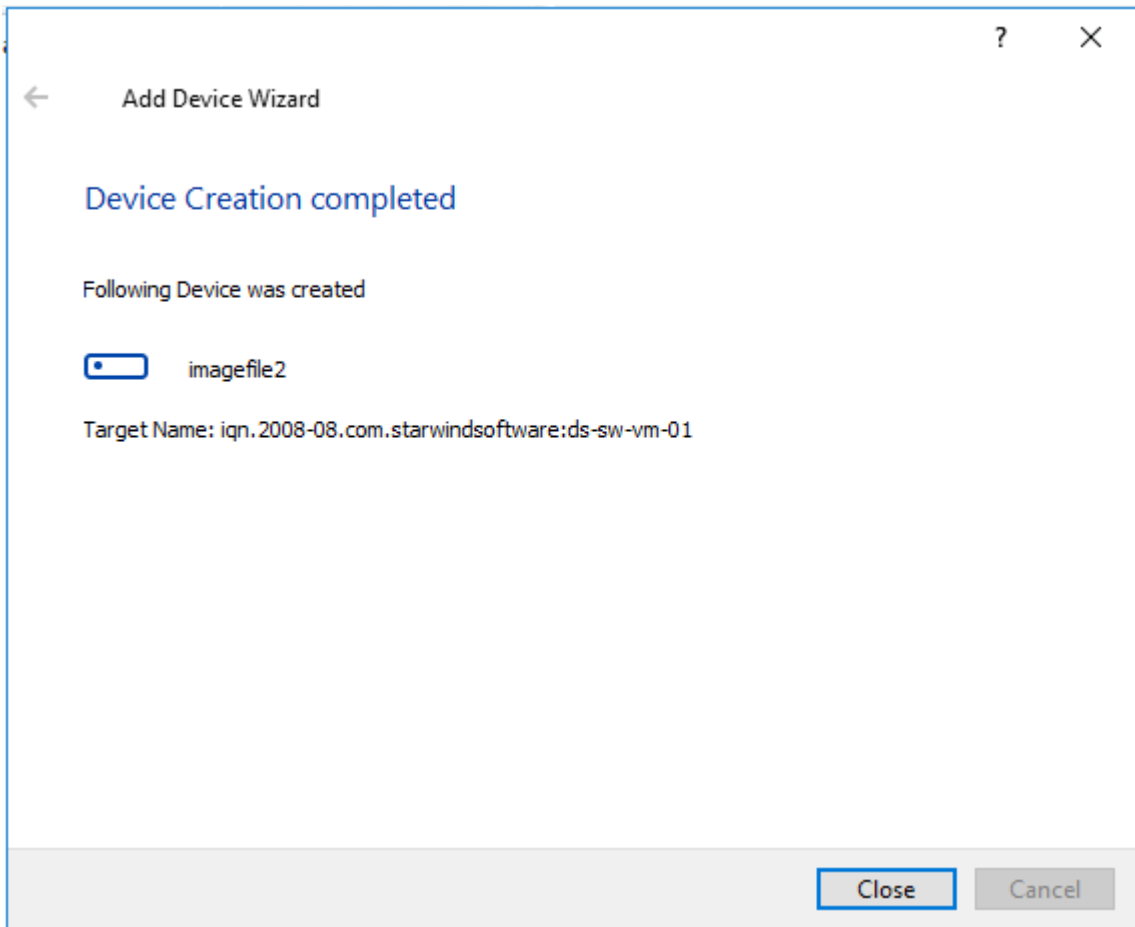 ?
Add Device Wizard
Device Creation completed
Following Device was created
imagefile2
Target Name: iqn.2008-08.com.starwindsoftware:ds-sw-vm-01
Close
Cancel